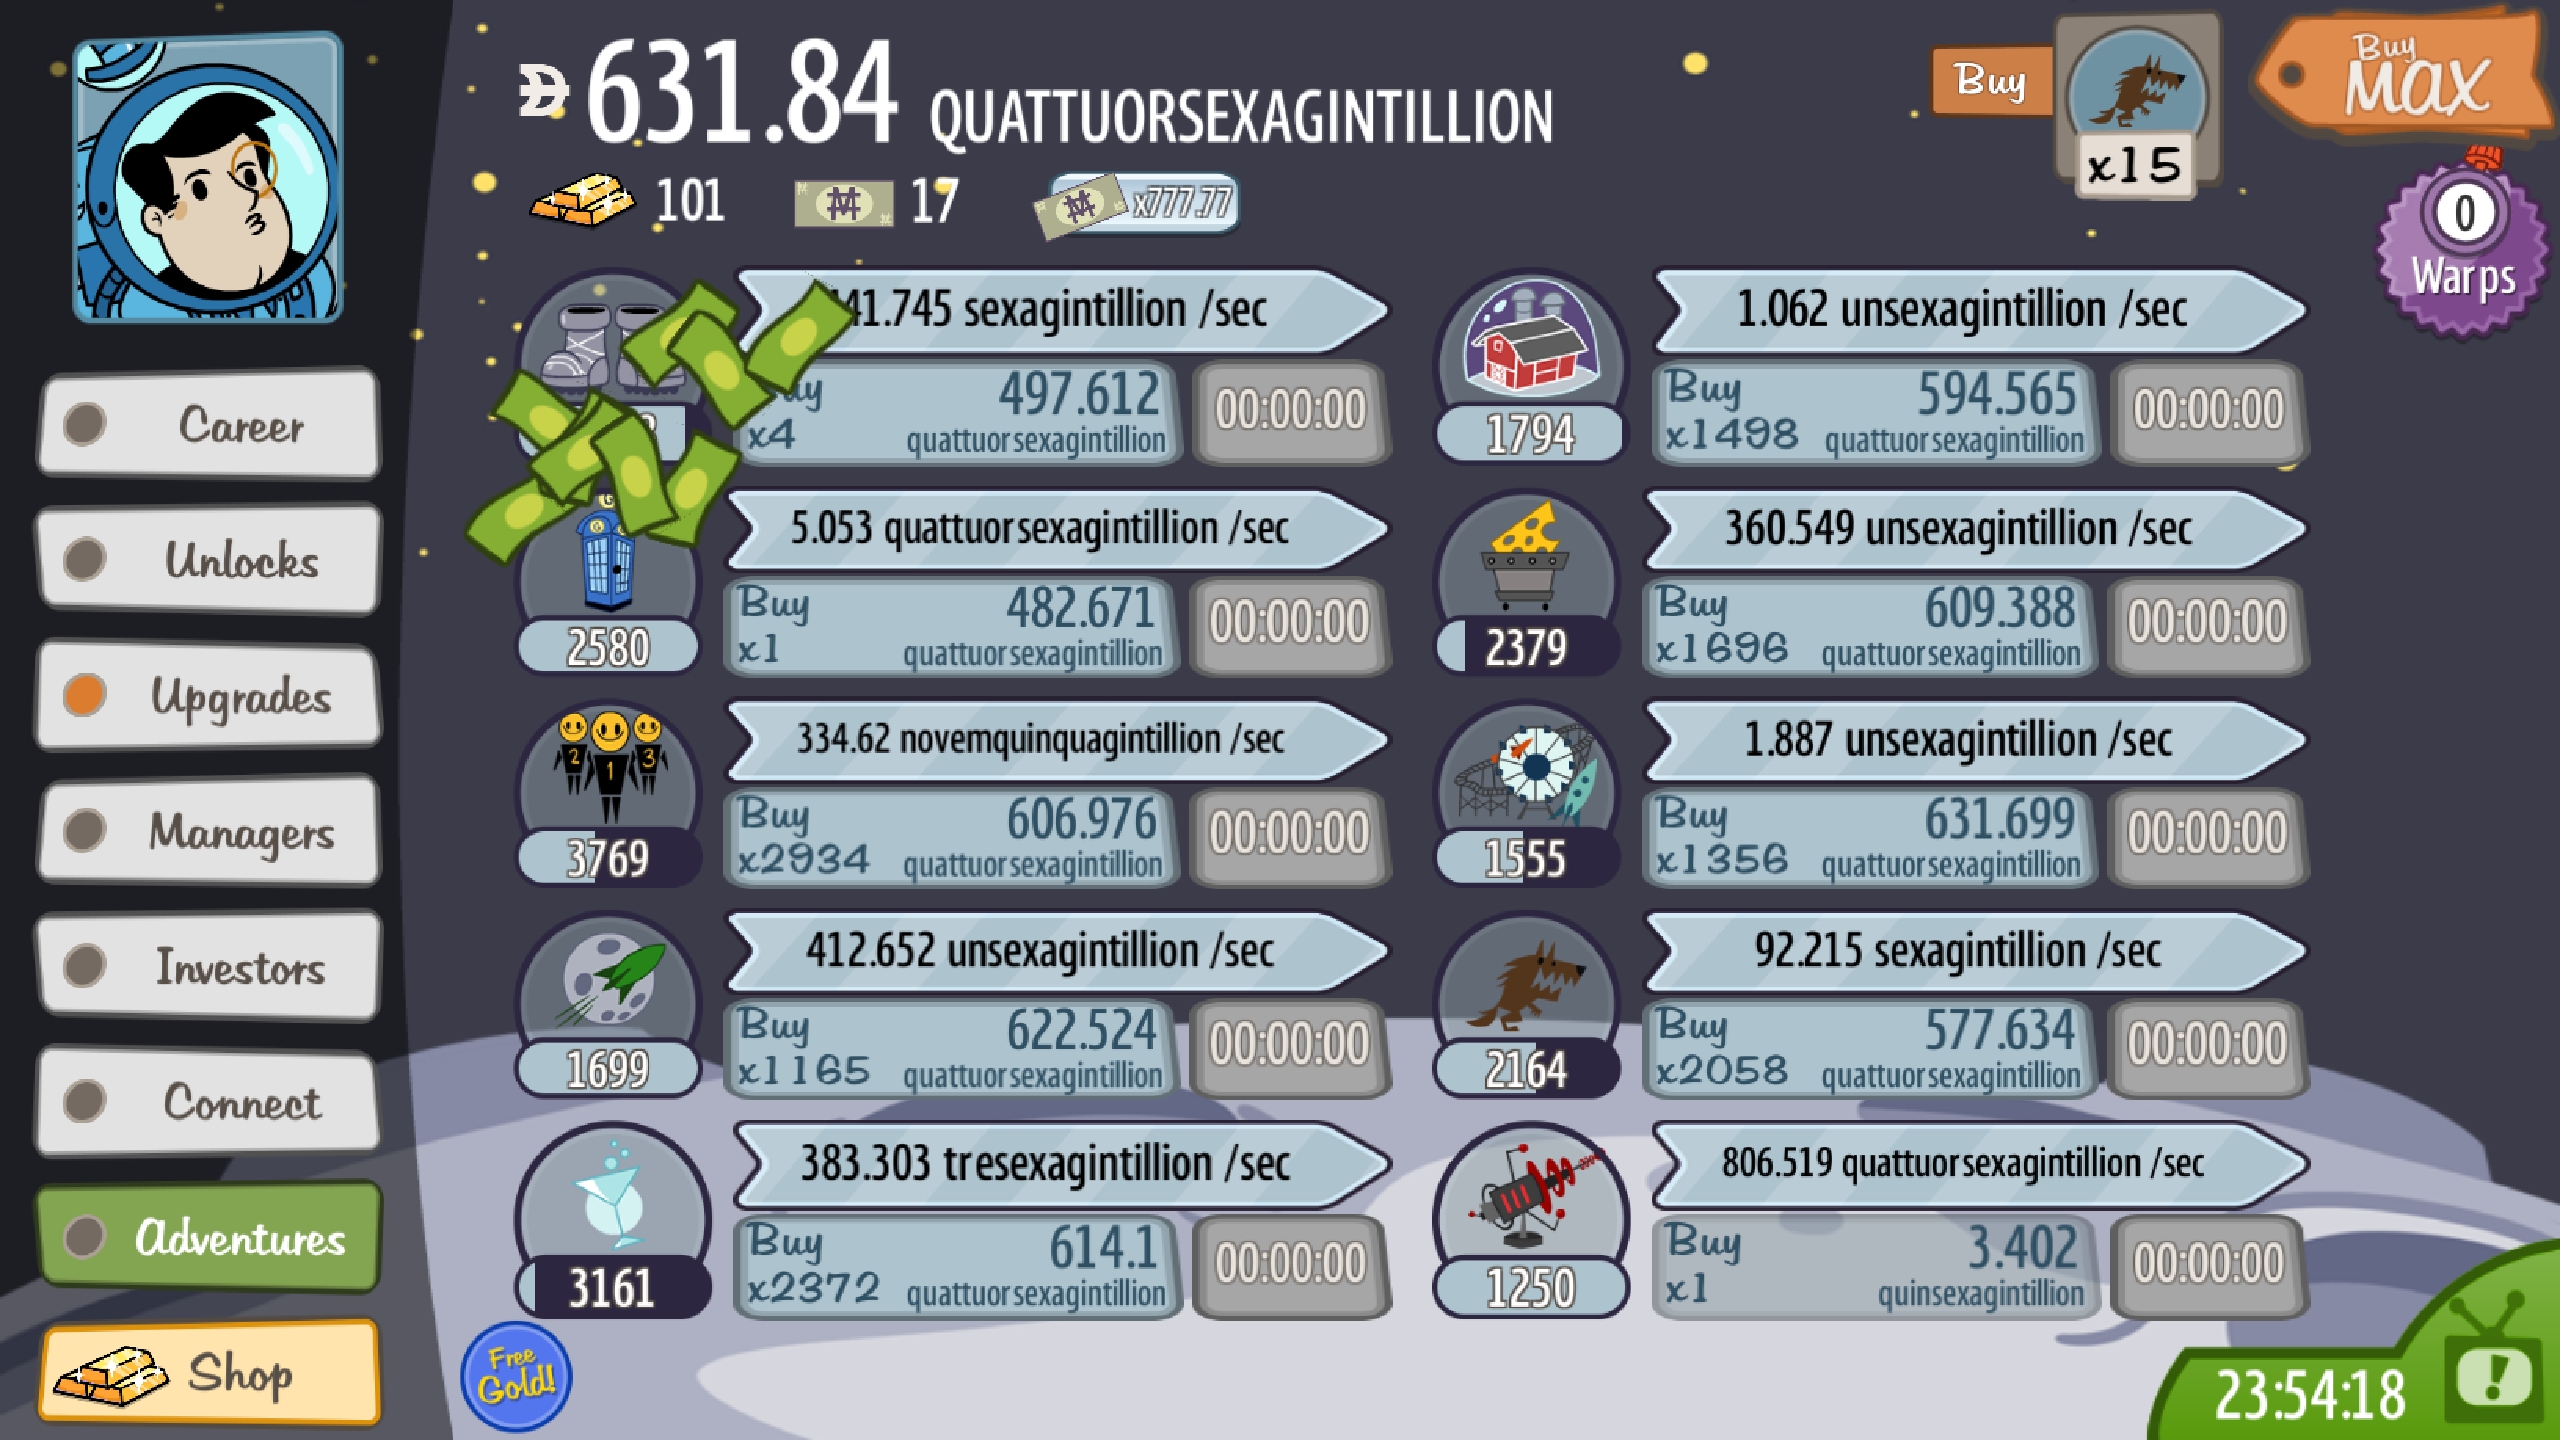 631.84 QUATTUORSEXAGINTILLION
Buy
x15
Buy
MAX
101
17
x777.77
0
Warps
41.745 sexagintillion /sec
497.612
x4
quattuorsexagintillion
00:00:00
1.062 unsexagintillion /sec
1794
Buy
594.565
x1498
quattuorsexagintillion
00:00:00
5.053 quattuorsexagintillion /sec
2580
Buy
482.671
x1
quattuorsexagintillion
00:00:00
360.549 unsexagintillion /sec
2379
Buy
609.388
x1696
quattuorsexagintillion
00:00:00
2
1
3
334.62 novemquinquagintillion /sec
3769
Buy
606.976
x2934
quattuorsexagintillion
00:00:00
1.887 unsexagintillion /sec
1555
Buy
631.699
x1356
quattuorsexagintillion
00:00:00
412.652 unsexagintillion /sec
1699
Buy
622.524
x1165
quattuorsexagintillion
00:00:00
92.215 sexagintillion /sec
2164
Buy
577.634
x2058
quattuorsexagintillion
00:00:00
383.303 tresexagintillion /sec
3161
Buy
614.1
x2372
quattuorsexagintillion
00:00:00
806.519 quattuorsexagintillion /sec
1250
Buy
3.402
x1
quinsexagintillion
00:00:00
Career
Unlocks
Upgrades
Managers
Investors
Connect
Adventures
Shop
Free
Gold!
23:54:18
!